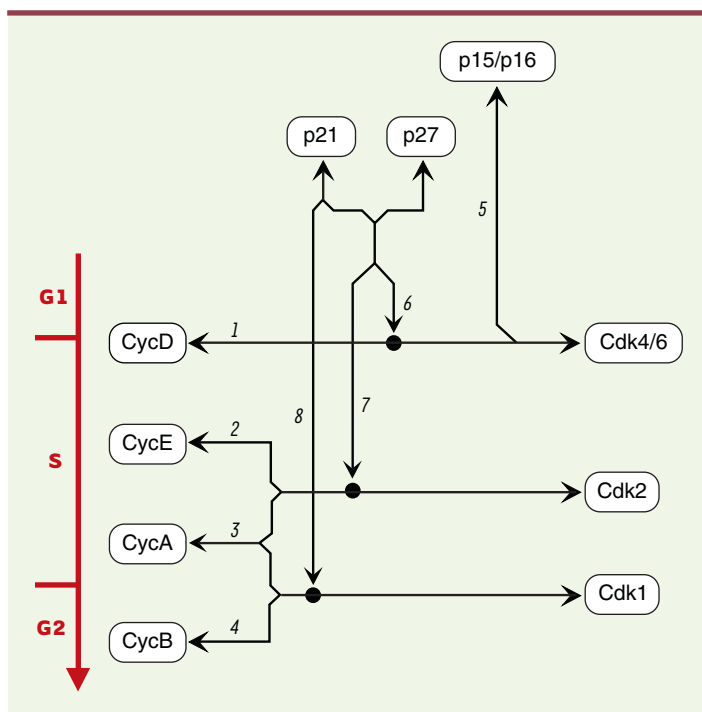 p15/p16
p21
p27
5
G1
6
CycD
1
Cdk4/6
7
8
2
CycE
S
Cdk2
3
CycA
Cdk1
G2
4
CycB